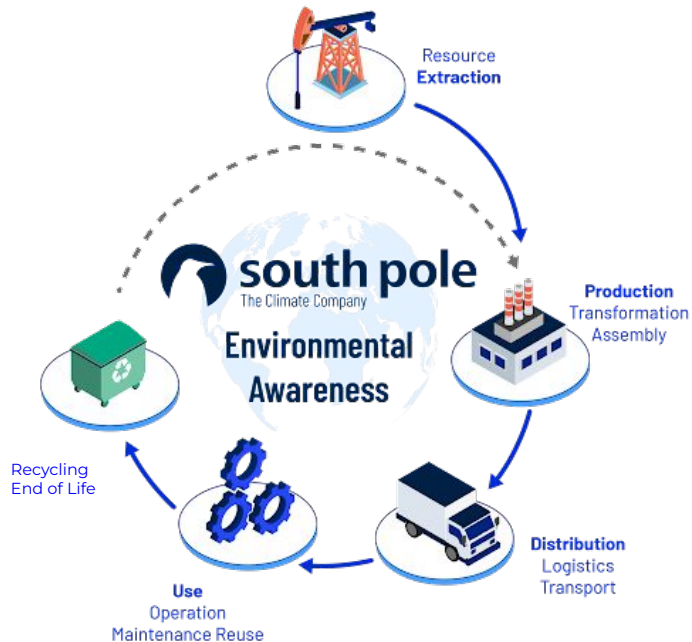 Resource
Extraction
south pole
The Climate Company
Environmental
Awareness
Production
Transformation
Assembly
Recycling
End of Life
Distribution
Logistics
Transport
Use
Operation
Maintenance Reuse